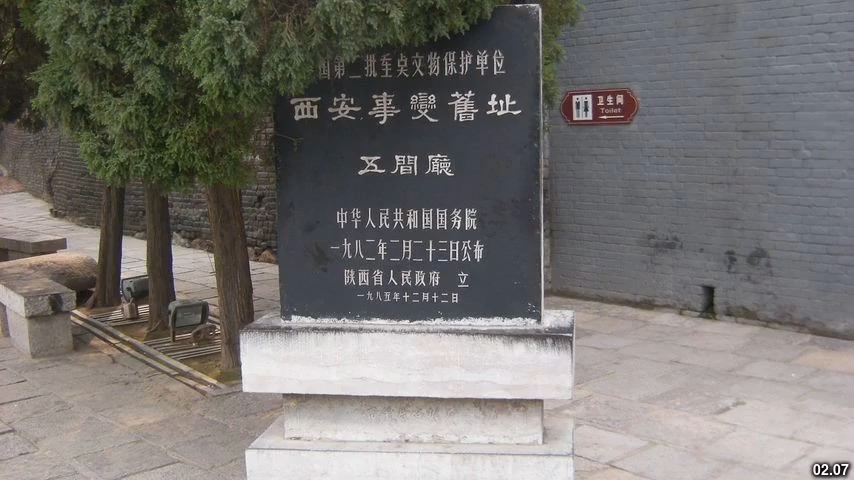 国第二批重点文物保护单位
西安事變舊址
五間廳
中华人民共和国国务院
一九八二年二月二十三日公布
陕西省人民政府 立
一九八五年十二月十二日
卫生间
Toilet
02.07